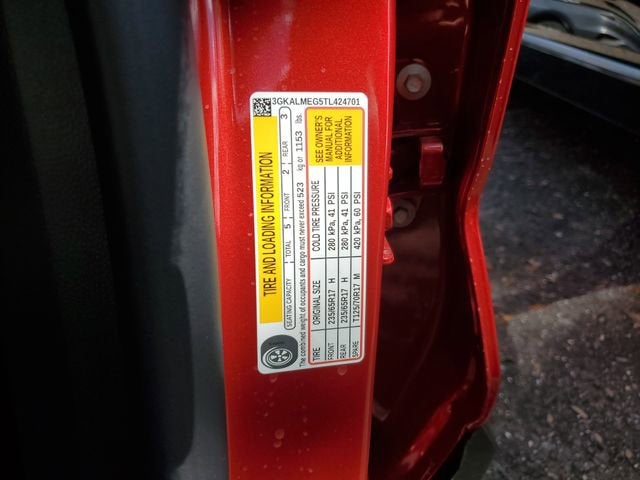 3GKALMEG5TL424701
TIRE AND LOADING INFORMATION
SEATING CAPACITY TOTAL 5 FRONT 2 REAR 3
The combined weight of occupants and cargo must never exceed 523 kg or 1153 lbs.
TIRE ORIGINAL SIZE COLD TIRE PRESSURE
FRONT 235/65R17 H 280 kPa, 41 PSI
REAR 235/65R17 H 280 kPa, 41 PSI
SPARE T125/70R17 M 420 kPa, 60 PSI
SEE OWNER'S
MANUAL FOR
ADDITIONAL
INFORMATION